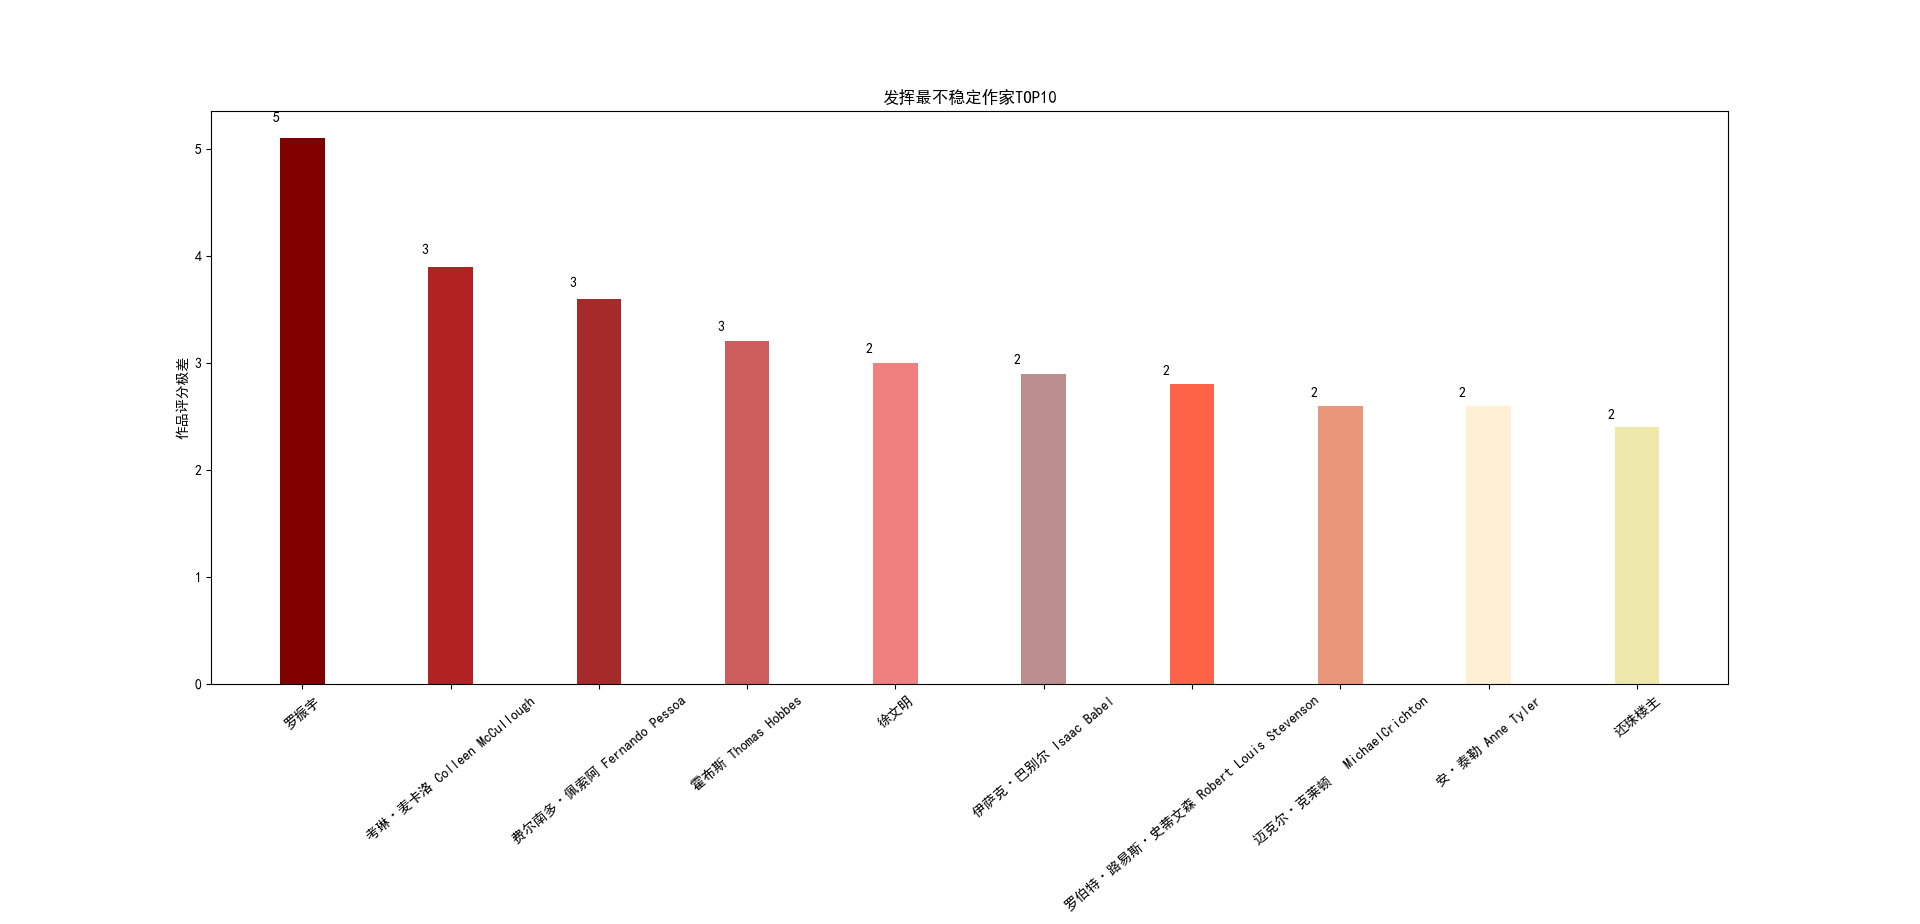 发挥最不稳定作家TOP10
作品评分极差
5
4
3
2
1
0
5
3
3
3
2
2
2
2
2
2
罗振宇
考琳·麦卡洛 Colleen McCullough
费尔南多·佩索阿 Fernando Pessoa
霍布斯 Thomas Hobbes
徐文明
伊萨克·巴别尔 Isaac Babel
罗伯特·路易斯·史蒂文森 Robert Louis Stevenson
迈克尔·克莱顿   MichaelCrichton
安·泰勒 Anne Tyler
还珠楼主